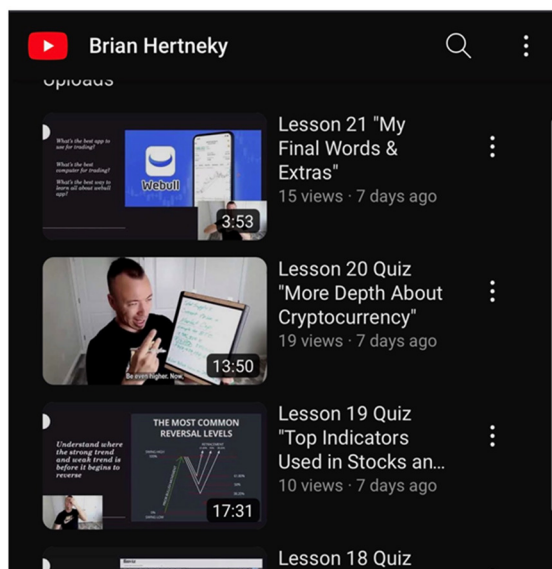 Brian Hertneky
Uploads
What's the best app to
use for trading?
What's the best
computer for trading?
What's the best way to
learn all about webull
app?
Webull
3:53
Lesson 21 "My
Final Words &
Extras"
15 views · 7 days ago
Be even higher. Now,
13:50
Lesson 20 Quiz
"More Depth About
Cryptocurrency"
19 views · 7 days ago
Understand where
the strong trend
and weak trend is
before it begins to
reverse
THE MOST COMMON
REVERSAL LEVELS
17:31
Lesson 19 Quiz
"Top Indicators
Used in Stocks an...
10 views · 7 days ago
Lesson 18 Quiz